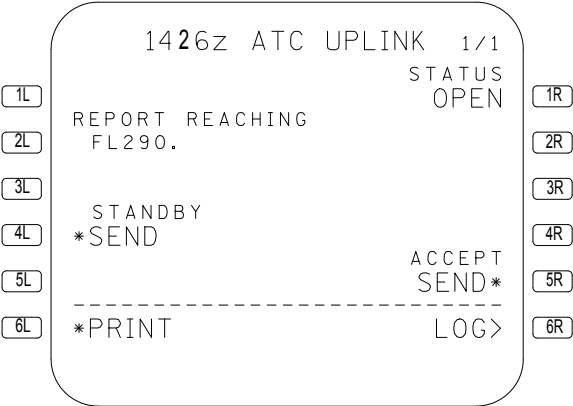 1426z ATC UPLINK 1/1
STATUS
1L OPEN 1R
REPORT REACHING
2L FL290. 2R
3L 3R
STANDBY
4L *SEND 4R
ACCEPT
5L SEND* 5R
6L *PRINT LOG> 6R